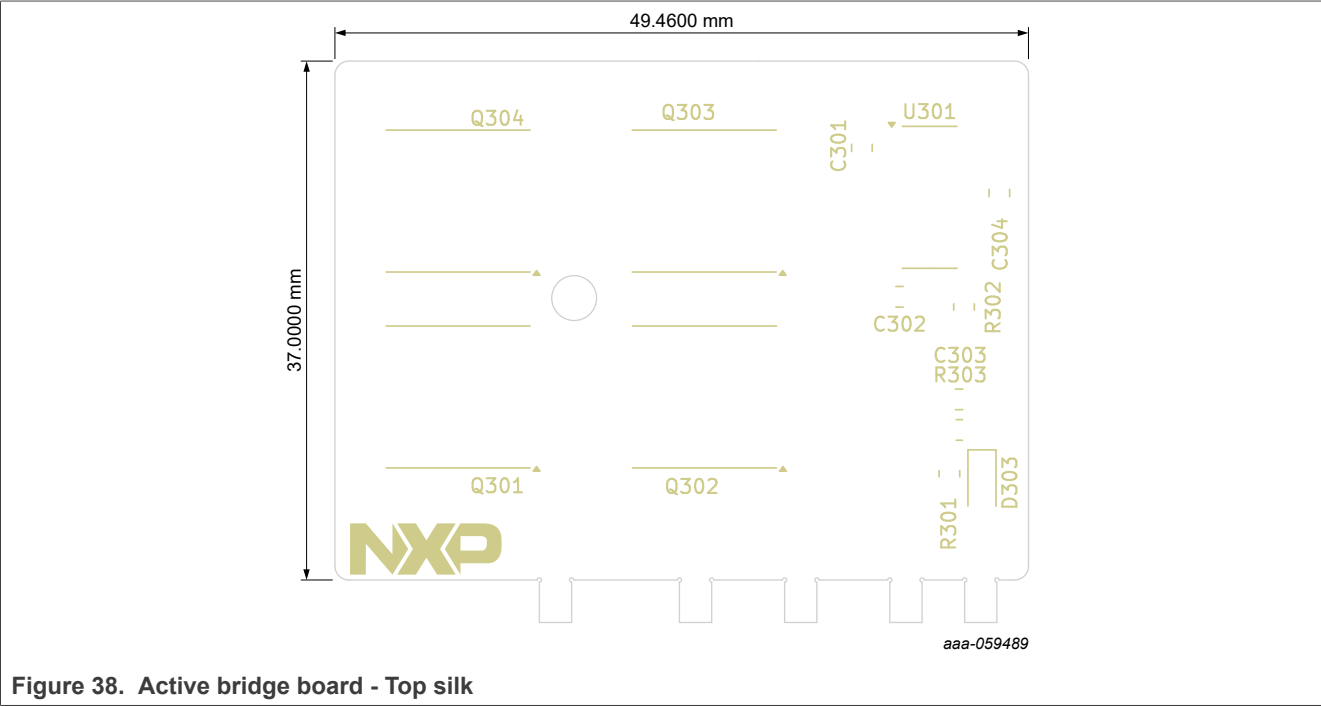 49.4600 mm
37.0000 mm
Q304
Q303
U301
C301
C304
R302
C302
C303
R303
Q301
Q302
D303
R301
NXP
aaa-059489
Figure 38. Active bridge board - Top silk